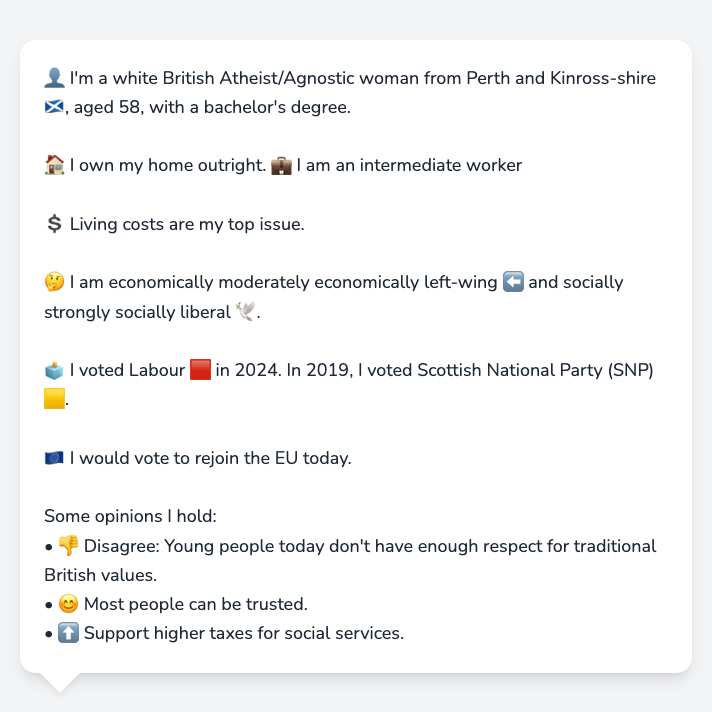 👤 I'm a white British Atheist/Agnostic woman from Perth and Kinross-shire
🏴󠁧󠁢󠁳󠁣󠁴󠁿, aged 58, with a bachelor's degree.
🏠 I own my home outright. 💼 I am an intermediate worker
💲 Living costs are my top issue.
🤔 I am economically moderately economically left-wing ⬅️ and socially
strongly socially liberal 🕊️.
🗳️ I voted Labour 🟥 in 2024. In 2019, I voted Scottish National Party (SNP)
🟨.
🇪🇺 I would vote to rejoin the EU today.
Some opinions I hold:
• 👎 Disagree: Young people today don't have enough respect for traditional
British values.
• 😊 Most people can be trusted.
• ⬆️ Support higher taxes for social services.